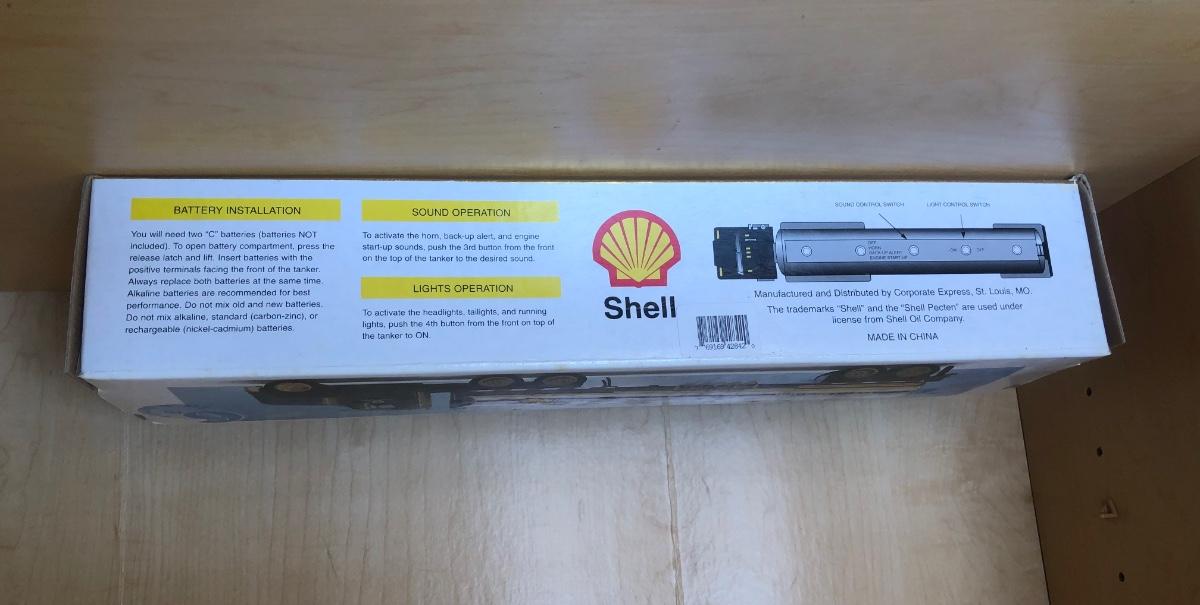 BATTERY INSTALLATION
You will need two "C" batteries (batteries NOT
included). To open battery compartment, press the
release latch and lift. Insert batteries with the
positive terminals facing the front of the tanker.
Always replace both batteries at the same time.
Alkaline batteries are recommended for best
performance. Do not mix old and new batteries.
Do not mix alkaline, standard (carbon-zinc), or
rechargeable (nickel-cadmium) batteries.
SOUND OPERATION
To activate the horn, back-up alert, and engine
start-up sounds, push the 3rd button from the front
on the top of the tanker to the desired sound.
LIGHTS OPERATION
To activate the headlights, tailights, and running
lights, push the 4th button from the front on top of
the tanker to ON.
Shell
SOUND CONTROL SWITCH
LIGHT CONTROL SWITCH
OFF
HORN
BACK-UP ALERT
ENGINE START-UP
ON
OFF
Manufactured and Distributed by Corporate Express, St. Louis, MO.
The trademarks "Shell" and the "Shell Pecten" are used under
license from Shell Oil Company.
MADE IN CHINA